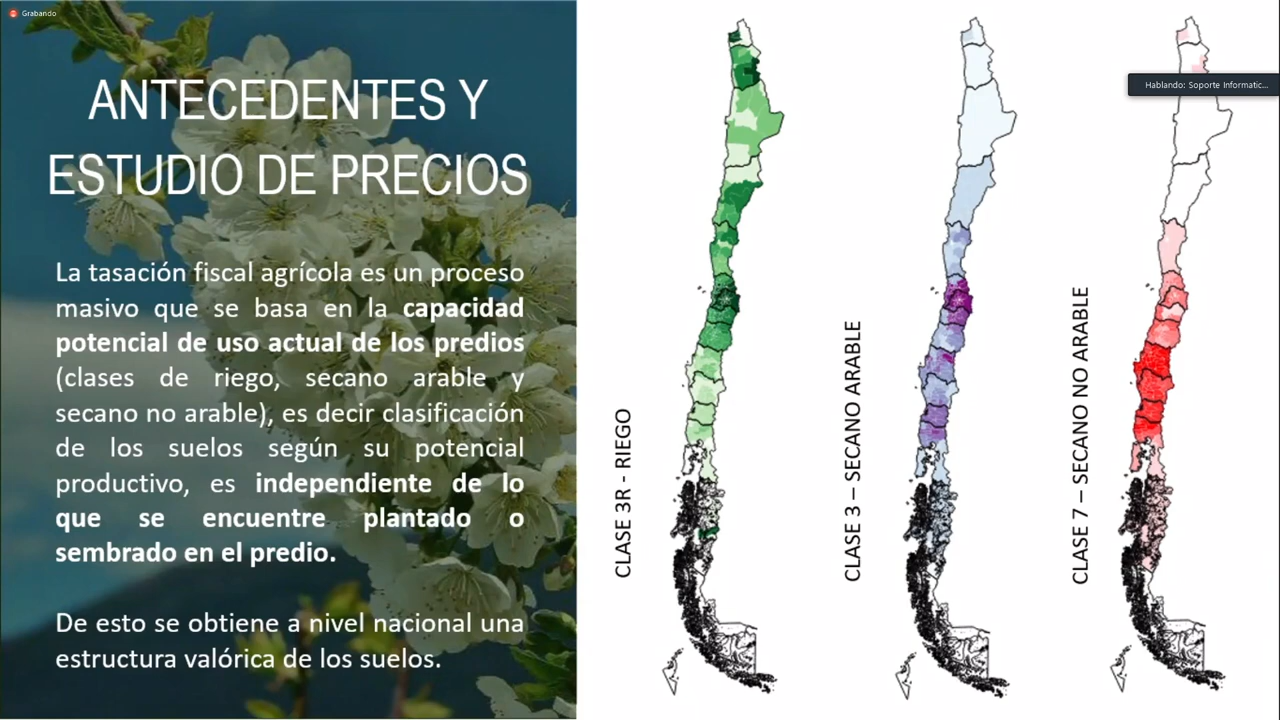 Grabando
ANTECEDENTES Y
ESTUDIO DE PRECIOS
La tasación fiscal agrícola es un proceso
masivo que se basa en la capacidad
potencial de uso actual de los predios
(clases de riego, secano arable y
secano no arable), es decir clasificación
de los suelos según su potencial
productivo, es independiente de lo
que se encuentre plantado o
sembrado en el predio.
De esto se obtiene a nivel nacional una
estructura valórica de los suelos.
CLASE 3R - RIEGO
CLASE 3 – SECANO ARABLE
CLASE 7 – SECANO NO ARABLE
Hablando: Soporte Informatic...